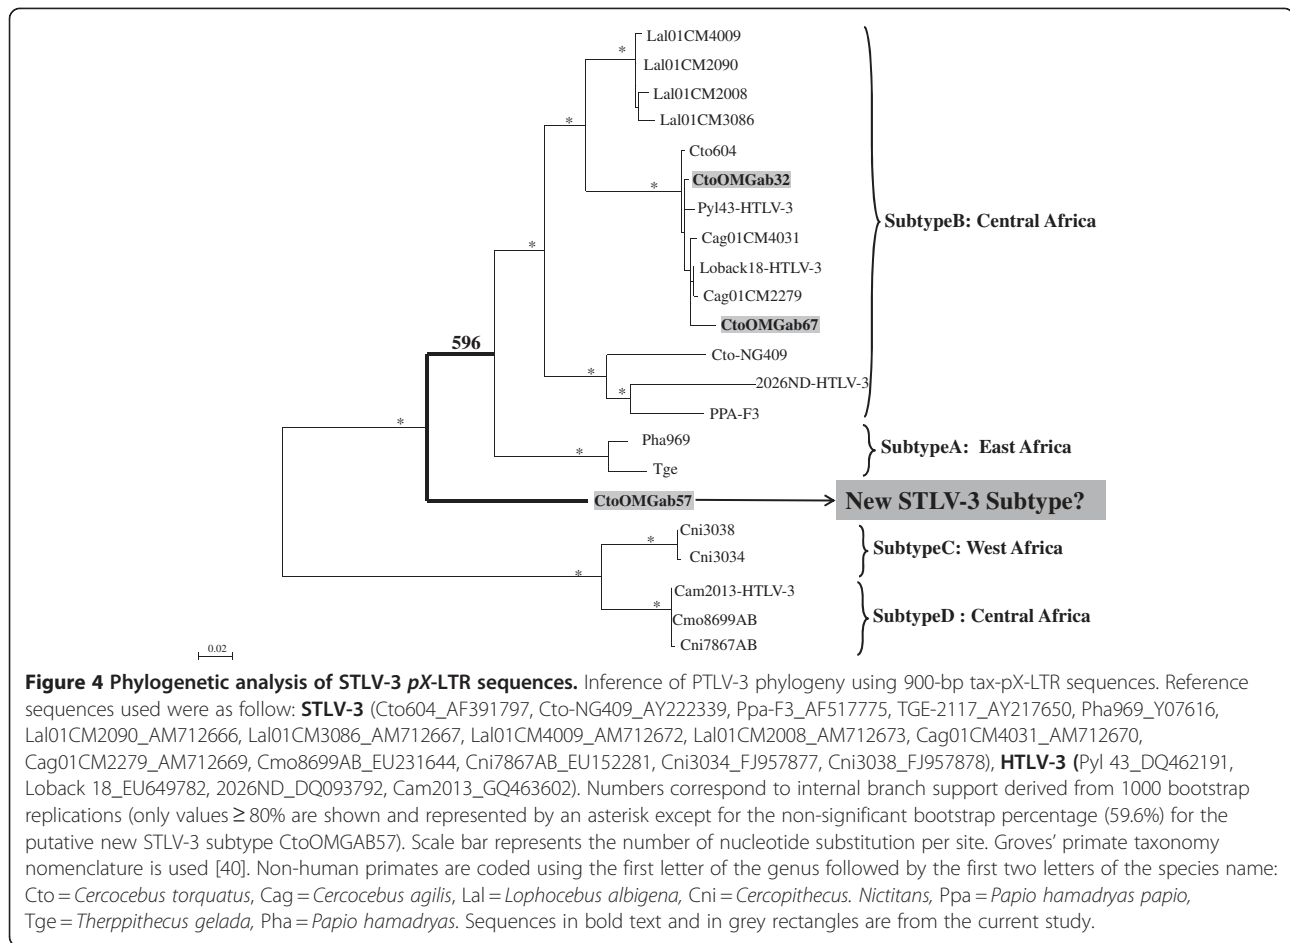 Lal01CM4009
*
Lal01CM2090
Lal01CM2008
Lal01CM3086
*
Cto604
CtoOMGab32
*
Pyl43-HTLV-3
SubtypeB: Central Africa
Cag01CM4031
*
Loback18-HTLV-3
Cag01CM2279
CtoOMGab67
596
Cto-NG409
*
2026ND-HTLV-3
*
PPA-F3
*
Pha969
SubtypeA: East Africa
*
Tge
CtoOMGab57
New STLV-3 Subtype?
Cni3038
*
SubtypeC: West Africa
Cni3034
*
Cam2013-HTLV-3
*
Cmo8699AB
SubtypeD : Central Africa
Cni7867AB
0.02
Figure 4 Phylogenetic analysis of STLV-3 pX-LTR sequences. Inference of PTLV-3 phylogeny using 900-bp tax-pX-LTR sequences. Reference
sequences used were as follow: STLV-3 (Cto604_AF391797, Cto-NG409_AY222339, Ppa-F3_AF517775, TGE-2117_AY217650, Pha969_Y07616,
Lal01CM2090_AM712666, Lal01CM3086_AM712667, Lal01CM4009_AM712672, Lal01CM2008_AM712673, Cag01CM4031_AM712670,
Cag01CM2279_AM712669, Cmo8699AB_EU231644, Cni7867AB_EU152281, Cni3034_FJ957877, Cni3038_FJ957878), HTLV-3 (Pyl 43_DQ462191,
Loback 18_EU649782, 2026ND_DQ093792, Cam2013_GQ463602). Numbers correspond to internal branch support derived from 1000 bootstrap
replications (only values ≥ 80% are shown and represented by an asterisk except for the non-significant bootstrap percentage (59.6%) for the
putative new STLV-3 subtype CtoOMGAB57). Scale bar represents the number of nucleotide substitution per site. Groves’ primate taxonomy
nomenclature is used [40]. Non-human primates are coded using the first letter of the genus followed by the first two letters of the species name:
Cto = Cercocebus torquatus, Cag = Cercocebus agilis, Lal = Lophocebus albigena, Cni = Cercopithecus. Nictitans, Ppa = Papio hamadryas papio,
Tge = Therppithecus gelada, Pha = Papio hamadryas. Sequences in bold text and in grey rectangles are from the current study.